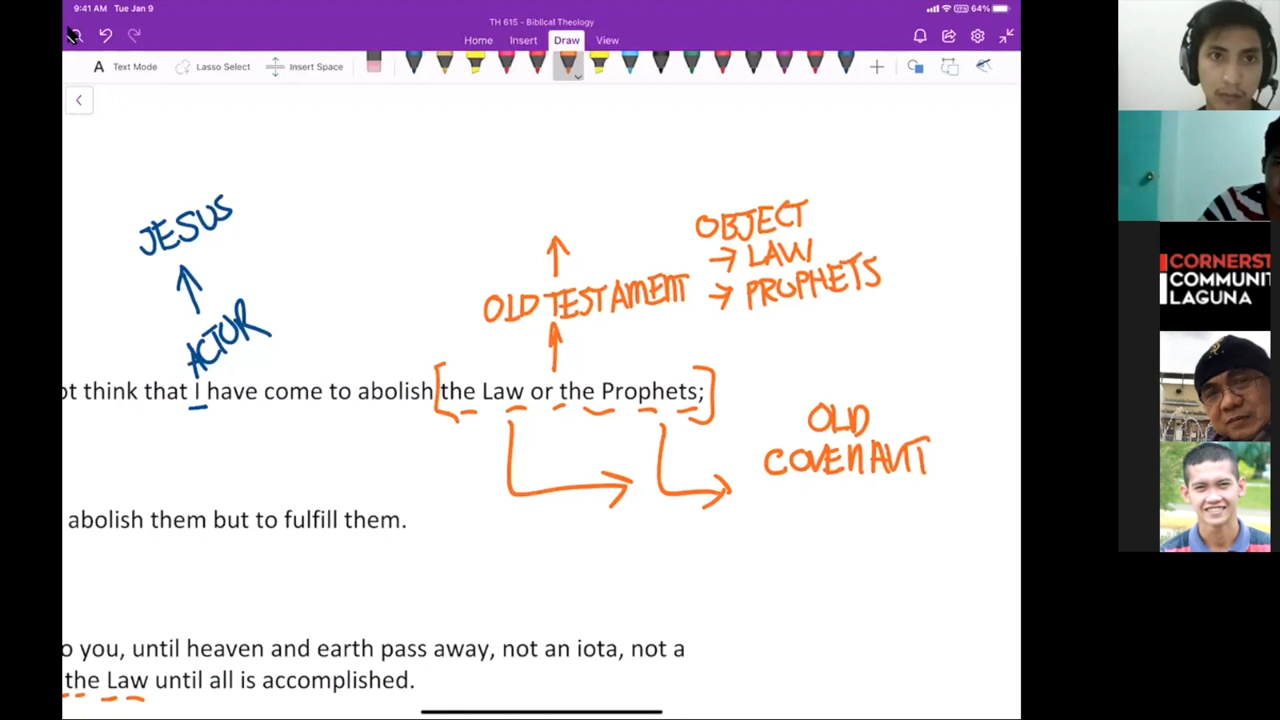 9:41 AM Tue Jan 9
64%
TH 615 - Biblical Theology
Home Insert Draw View
A Text Mode Lasso Select Insert Space
JESUS
ACTOR
OBJECT
→ LAW
OLD TESTAMENT → PROPHETS
ot think that I have come to abolish [the Law or the Prophets;]
OLD
COVENANT
abolish them but to fulfill them.
o you, until heaven and earth pass away, not an iota, not a
the Law until all is accomplished.
CORNERST
COMMUNIT
LAGUNA